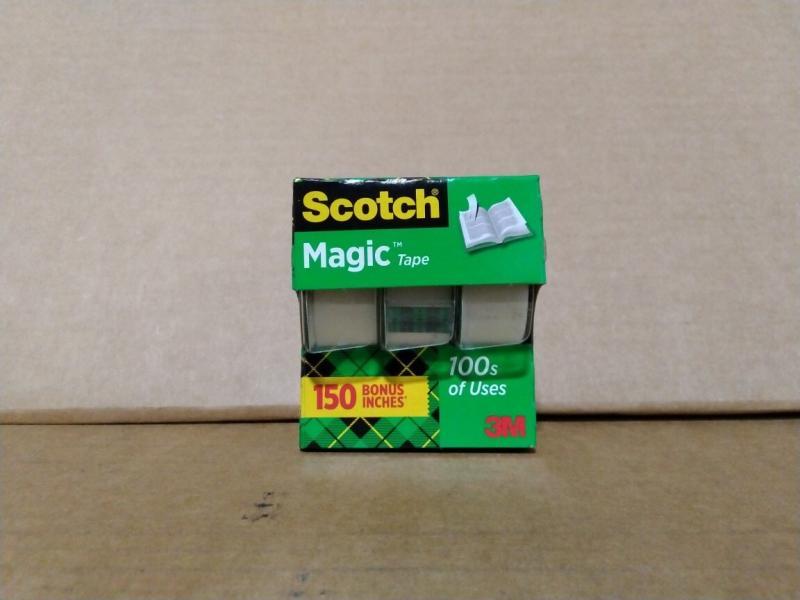 Scotch®
Magic™ Tape
150 BONUS
INCHES*
100s
of Uses
3M